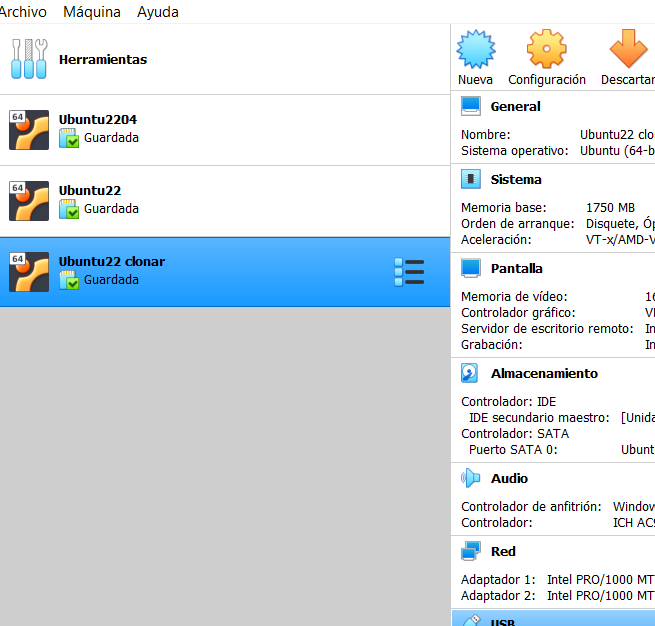 Archivo Máquina Ayuda
Herramientas
64 Ubuntu2204
Guardada
64 Ubuntu22
Guardada
64 Ubuntu22 clonar
Guardada
Nueva Configuración Descartar
General
Nombre: Ubuntu22 clo
Sistema operativo: Ubuntu (64-b
Sistema
Memoria base: 1750 MB
Orden de arranque: Disquete, Óp
Aceleración: VT-x/AMD-V
Pantalla
Memoria de vídeo: 16
Controlador gráfico: V
Servidor de escritorio remoto: In
Grabación: In
Almacenamiento
Controlador: IDE
IDE secundario maestro: [Unida
Controlador: SATA
Puerto SATA 0: Ubunt
Audio
Controlador de anfitrión: Window
Controlador: ICH AC9
Red
Adaptador 1: Intel PRO/1000 MT
Adaptador 2: Intel PRO/1000 MT
USB